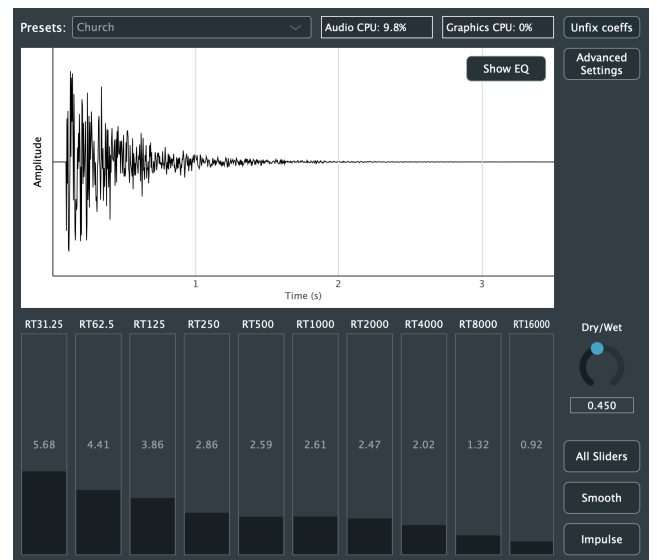 Presets: Church Audio CPU: 9.8% Graphics CPU: 0% Unfix coeffs
Show EQ
Advanced
Settings
Amplitude
1 2 3
Time (s)
RT31.25 RT62.5 RT125 RT250 RT500 RT1000 RT2000 RT4000 RT8000 RT16000
Dry/Wet
0.450
5.68 4.41 3.86 2.86 2.59 2.61 2.47 2.02 1.32 0.92
All Sliders
Smooth
Impulse